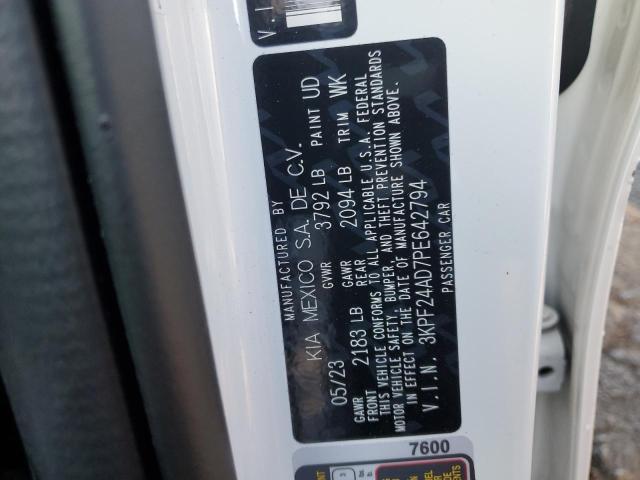 V.I
MANUFACTURED BY
KIA MEXICO S.A. DE C.V.
05/23 GVWR 3792 LB PAINT UD
GAWR FRONT 2183 LB GAWR REAR 2094 LB TRIM WK
THIS VEHICLE CONFORMS TO ALL APPLICABLE U.S.A. FEDERAL
MOTOR VEHICLE SAFETY, BUMPER, AND THEFT PREVENTION STANDARDS
IN EFFECT ON THE DATE OF MANUFACTURE SHOWN ABOVE.
V.I.N. 3KPF24AD7PE642794
PASSENGER CAR
7600